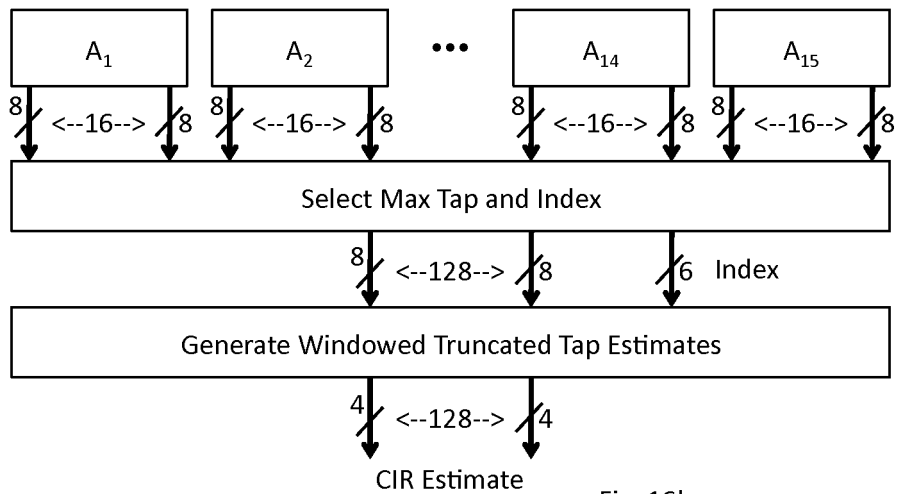 A1 A2 ••• A14 A15
8 <--16--> 8 8 <--16--> 8 8 <--16--> 8 8 <--16--> 8
Select Max Tap and Index
8 <--128--> 8 6 Index
Generate Windowed Truncated Tap Estimates
4 <--128--> 4
CIR Estimate